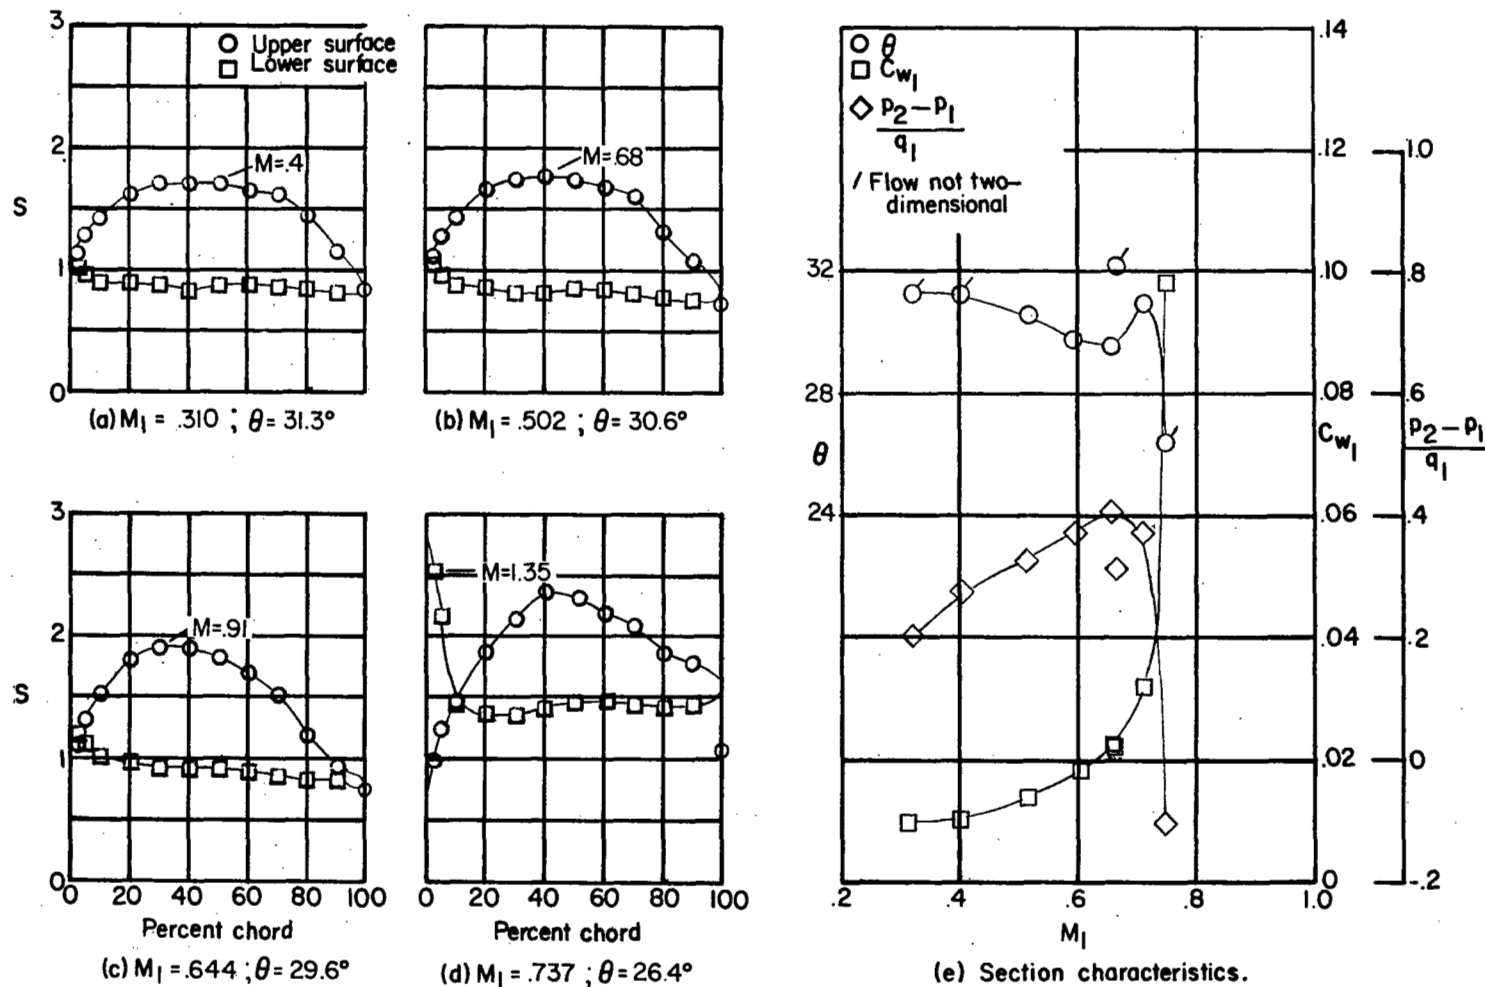 3
2
1
0
S
○ Upper surface
□ Lower surface
M=.4
(a) M₁ = .310 ; θ = 31.3°
M=.68
(b) M₁ = .502 ; θ = 30.6°
3
2
1
0
S
M=.91
0 20 40 60 80 100
Percent chord
(c) M₁ = .644 ; θ = 29.6°
M=1.35
0 20 40 60 80 100
Percent chord
(d) M₁ = .737 ; θ = 26.4°
○ θ
□ C_w₁
◇ p₂–p₁
q₁
/ Flow not two–
dimensional
32
28
24
θ
.2 .4 .6 .8 1.0
M₁
.14
.12
.10
.08
.06
.04
.02
0
C_w₁
1.0
.8
.6
.4
.2
0
-.2
p₂–p₁
q₁
(e) Section characteristics.